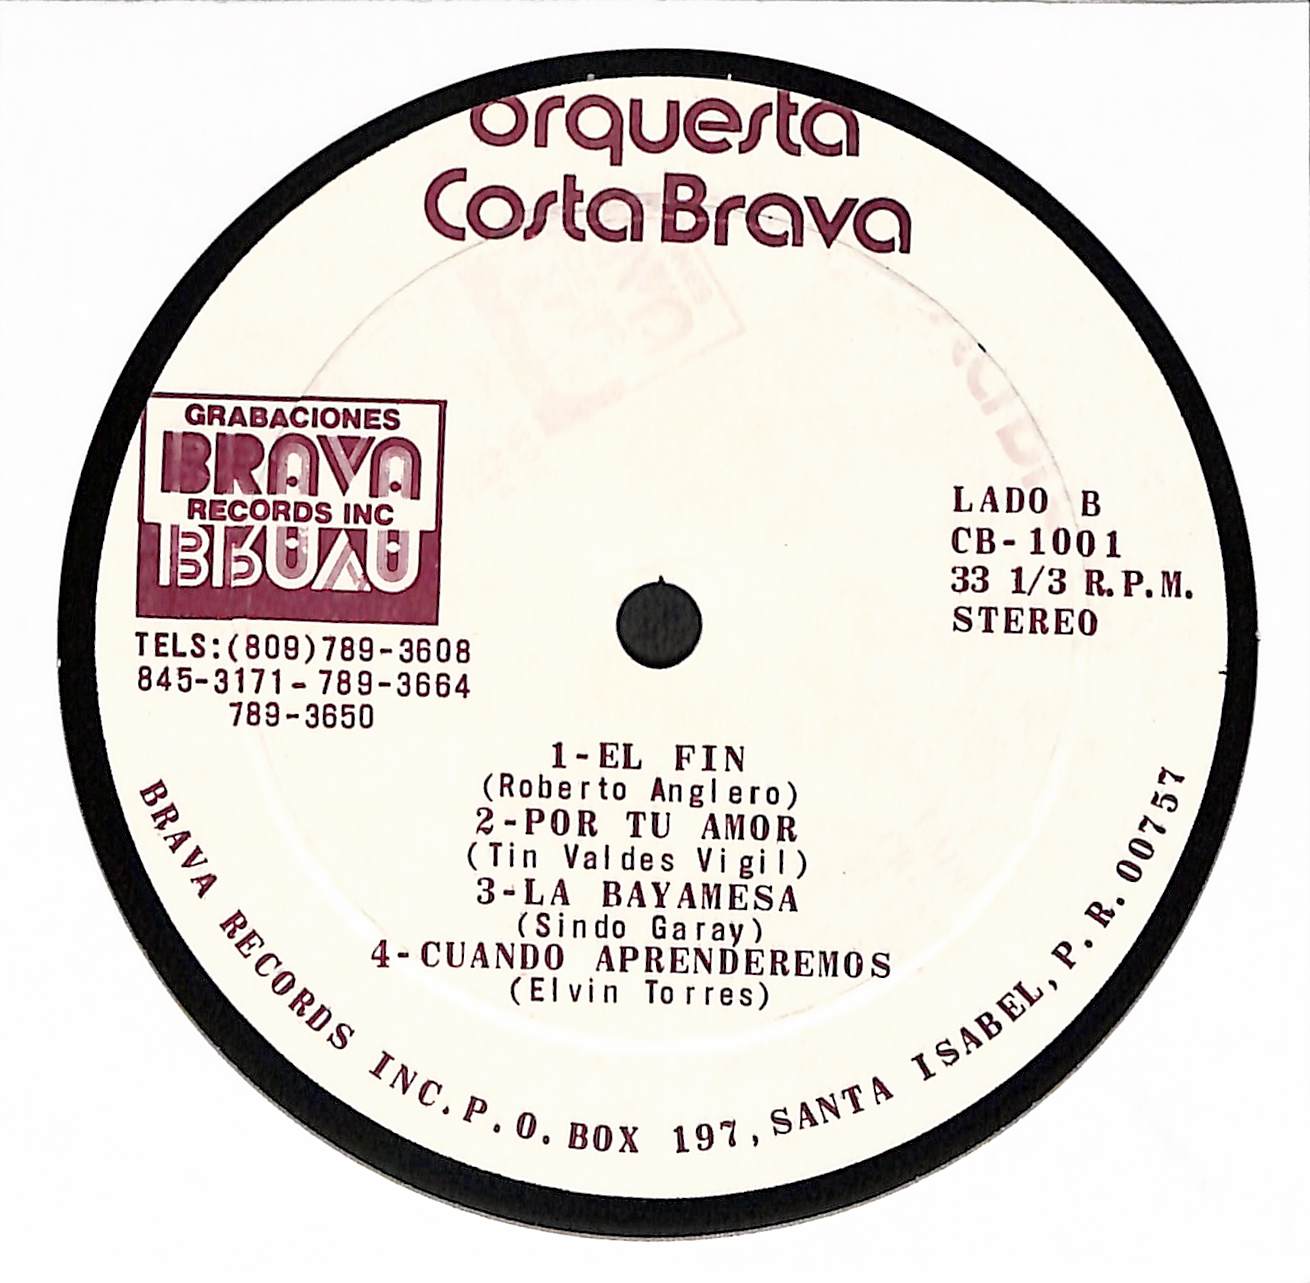 Orquesta
Costa Brava
GRABACIONES
BRAVA
RECORDS INC
BRAVA
TELS:(809)789-3608
845-3171-789-3664
789-3650
LADO B
CB-1001
33 1/3 R.P.M.
STEREO
1-EL FIN
(Roberto Anglero)
2-POR TU AMOR
(Tin Valdes Vigil)
3-LA BAYAMESA
(Sindo Garay)
4-CUANDO APRENDEREMOS
(Elvin Torres)
BRAVA RECORDS INC. P.O. BOX 197, SANTA ISABEL, P.R. 00757